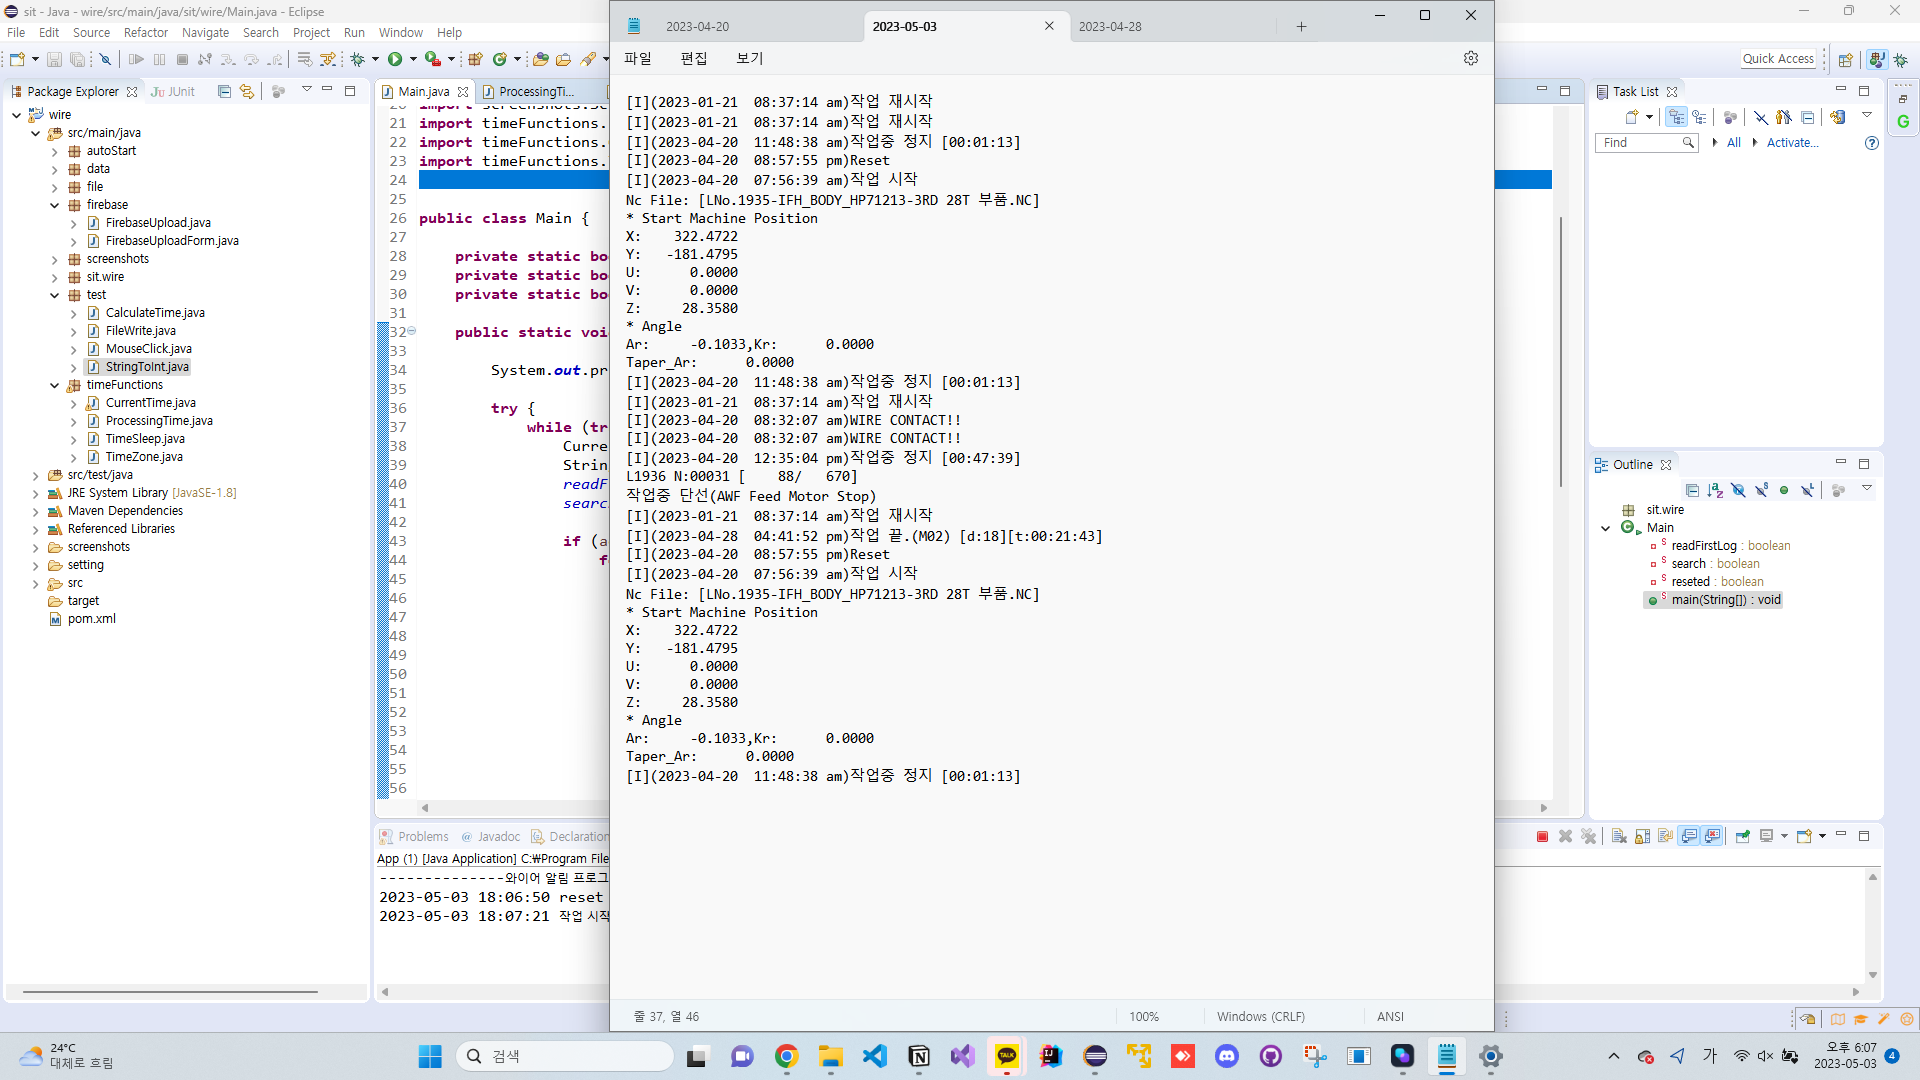 sit - Java - wire/src/main/java/sit/wire/Main.java - Eclipse
File Edit Source Refactor Navigate Search Project Run Window Help
Quick Access
Package Explorer
JUnit
wire
src/main/java
autoStart
data
file
firebase
FirebaseUpload.java
FirebaseUploadForm.java
screenshots
sit.wire
test
CalculateTime.java
FileWrite.java
MouseClick.java
StringToInt.java
timeFunctions
CurrentTime.java
ProcessingTime.java
TimeSleep.java
TimeZone.java
src/test/java
JRE System Library [JavaSE-1.8]
Maven Dependencies
Referenced Libraries
screenshots
setting
src
target
pom.xml
Main.java
ProcessingTi...
21 import timeFunctions.
22 import timeFunctions.
23 import timeFunctions.
24
25
26 public class Main {
27
28 private static bo
29 private static bo
30 private static bo
31
32 public static voi
33
34 System.out.pr
35
36 try {
37 while (tr
38 Curre
39 Strin
40 readF
41 searc
42
43 if (a
44 f
45
46
47
48
49
50
51
52
53
54
55
56
Problems
@ Javadoc
Declaration
App (1) [Java Application] C:₩Program File
--------------와이어 알림 프로그
2023-05-03 18:06:50 reset
2023-05-03 18:07:21 작업 시작
2023-04-20
2023-05-03
2023-04-28
파일 편집 보기
[I](2023-01-21 08:37:14 am)작업 재시작
[I](2023-01-21 08:37:14 am)작업 재시작
[I](2023-04-20 11:48:38 am)작업중 정지 [00:01:13]
[I](2023-04-20 08:57:55 pm)Reset
[I](2023-04-20 07:56:39 am)작업 시작
Nc File: [LNo.1935-IFH_BODY_HP71213-3RD 28T 부품.NC]
* Start Machine Position
X: 322.4722
Y: -181.4795
U: 0.0000
V: 0.0000
Z: 28.3580
* Angle
Ar: -0.1033,Kr: 0.0000
Taper_Ar: 0.0000
[I](2023-04-20 11:48:38 am)작업중 정지 [00:01:13]
[I](2023-01-21 08:37:14 am)작업 재시작
[I](2023-04-20 08:32:07 am)WIRE CONTACT!!
[I](2023-04-20 08:32:07 am)WIRE CONTACT!!
[I](2023-04-20 12:35:04 pm)작업중 정지 [00:47:39]
L1936 N:00031 [ 88/ 670]
작업중 단선(AWF Feed Motor Stop)
[I](2023-01-21 08:37:14 am)작업 재시작
[I](2023-04-28 04:41:52 pm)작업 끝.(M02) [d:18][t:00:21:43]
[I](2023-04-20 08:57:55 pm)Reset
[I](2023-04-20 07:56:39 am)작업 시작
Nc File: [LNo.1935-IFH_BODY_HP71213-3RD 28T 부품.NC]
* Start Machine Position
X: 322.4722
Y: -181.4795
U: 0.0000
V: 0.0000
Z: 28.3580
* Angle
Ar: -0.1033,Kr: 0.0000
Taper_Ar: 0.0000
[I](2023-04-20 11:48:38 am)작업중 정지 [00:01:13]
줄 37, 열 46
100%
Windows (CRLF)
ANSI
Task List
Find
All
Activate...
Outline
sit.wire
Main
readFirstLog : boolean
search : boolean
reseted : boolean
main(String[]) : void
24°C
대체로 흐림
검색
TALK
가
오후 6:07
2023-05-03
4